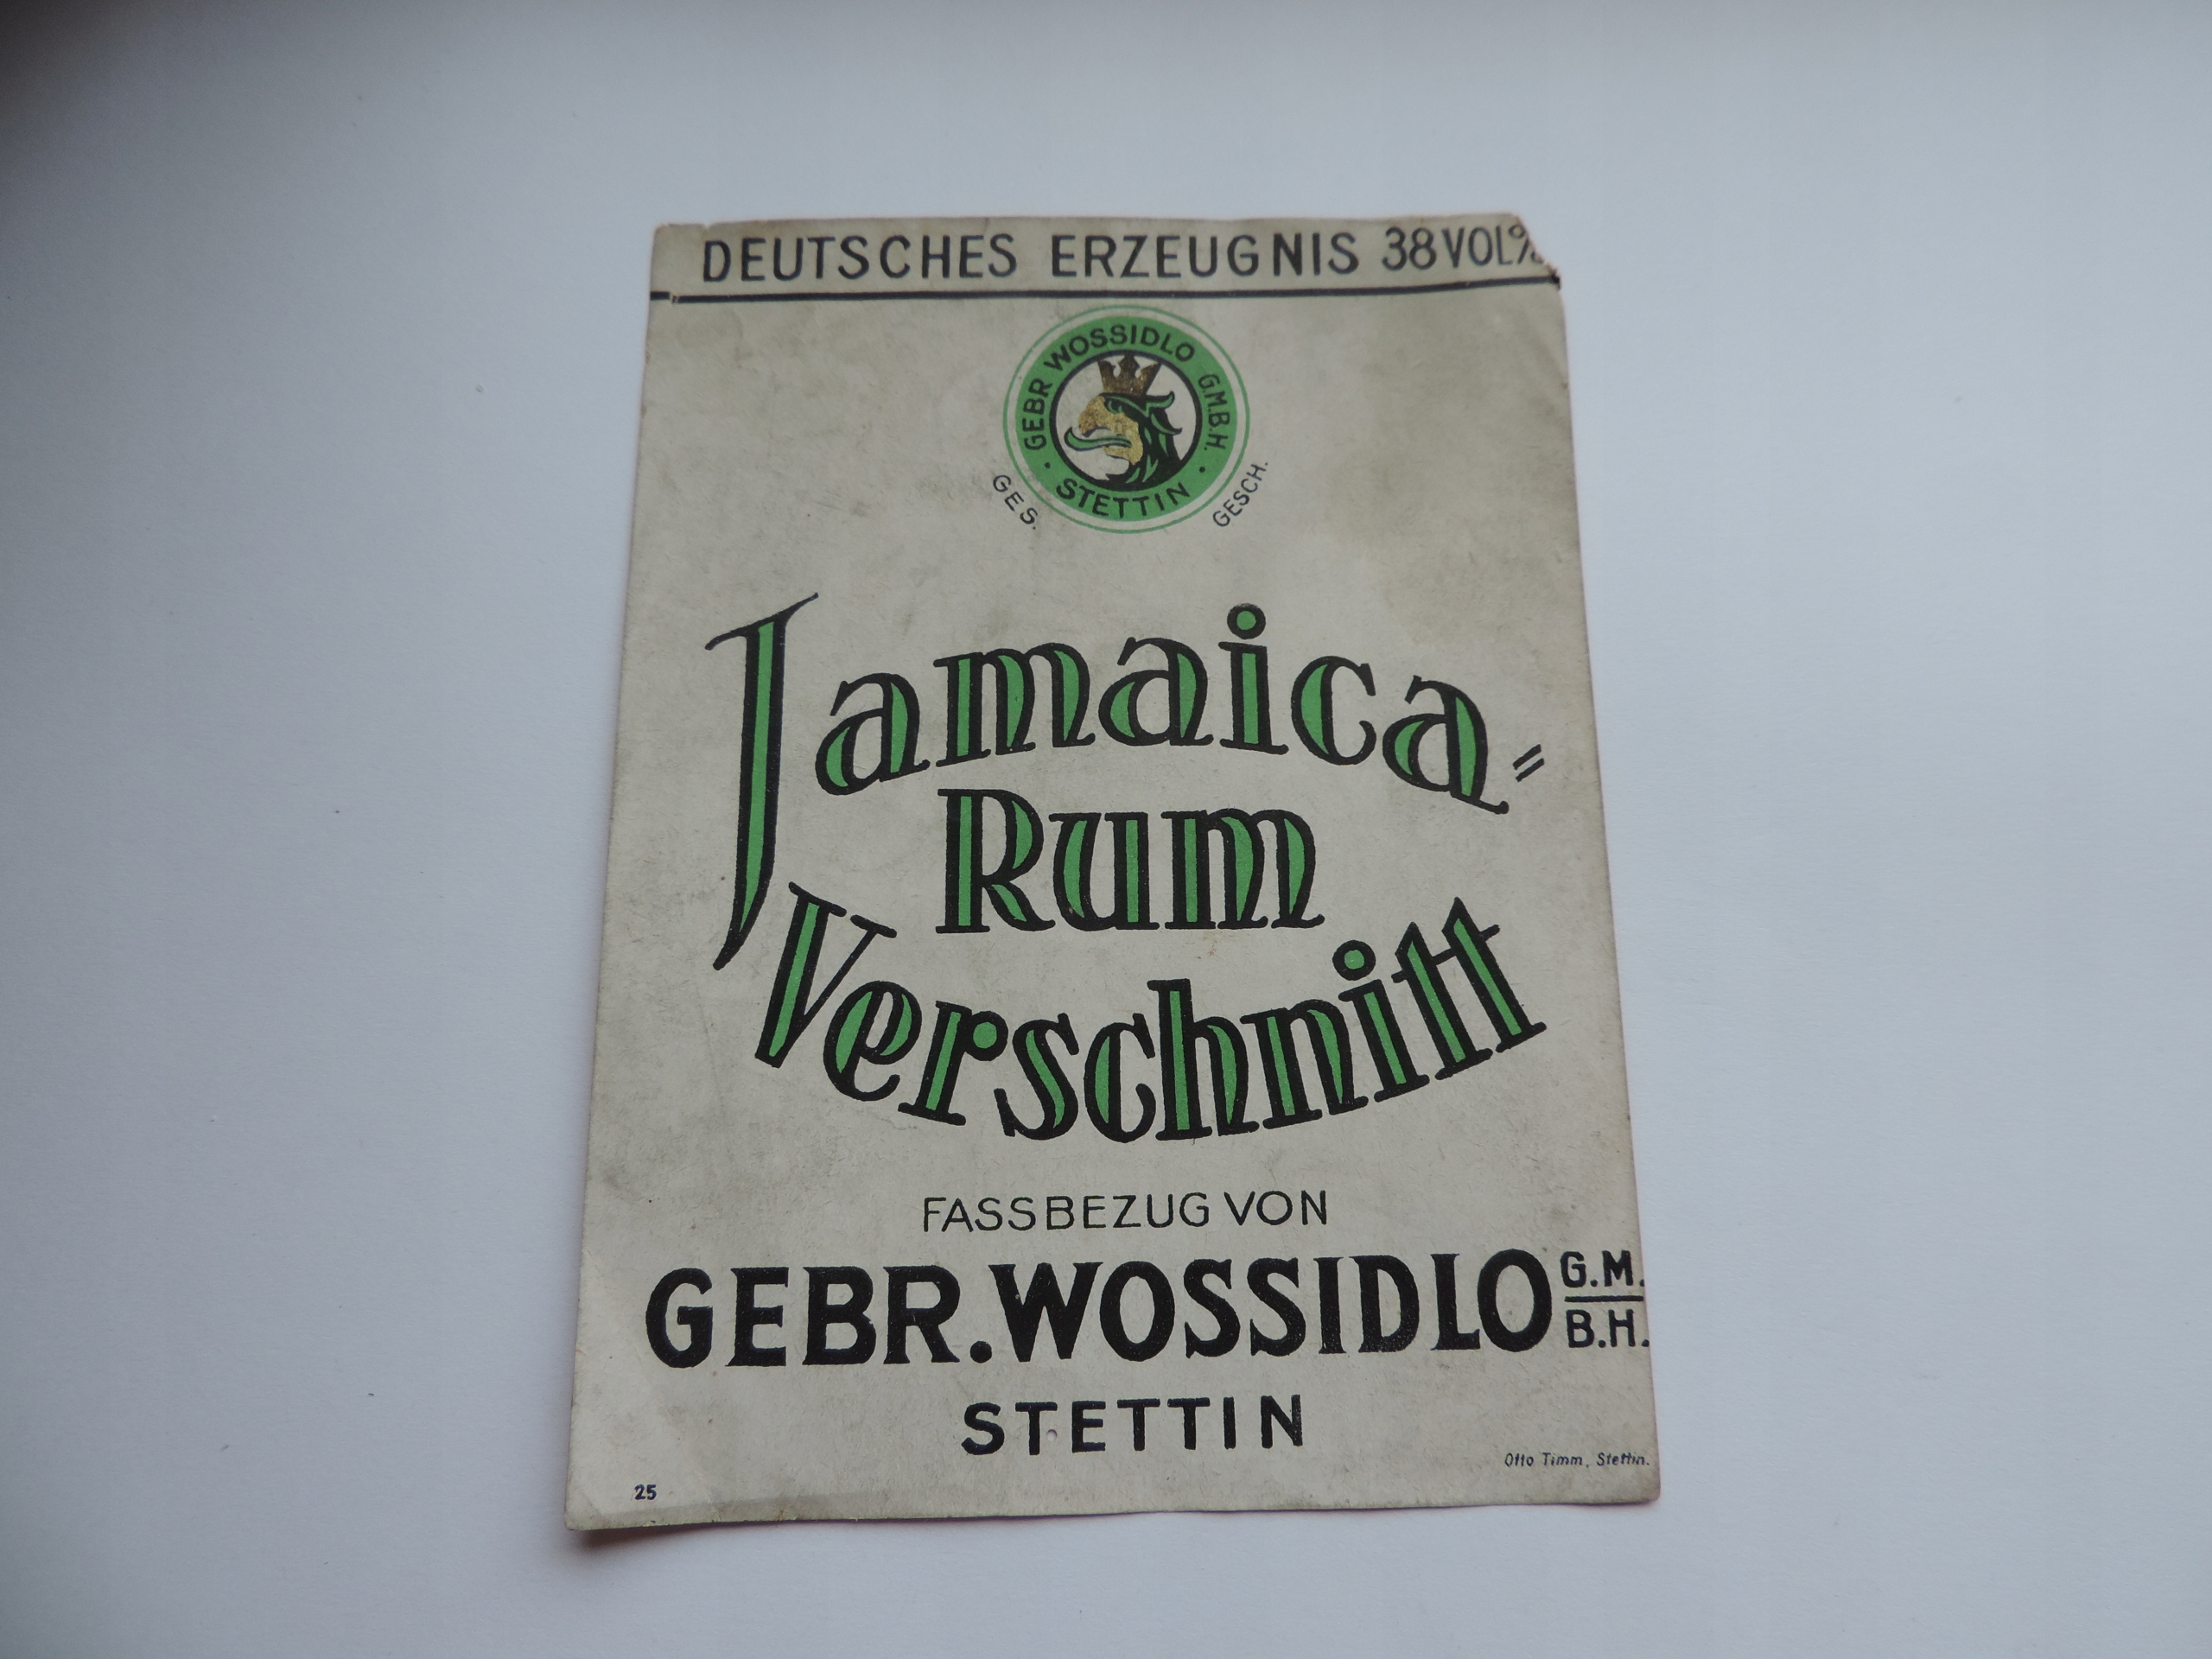 DEUTSCHES ERZEUGNIS 38 VOL%
GEBR WOSSIDLO G.M.B.H.
· STETTIN ·
GES. GESCH.
Jamaica=
Rum
Verschnitt
FASSBEZUG VON
GEBR. WOSSIDLO G.M.
B.H.
STETTIN
Otto Timm, Stettin.
25